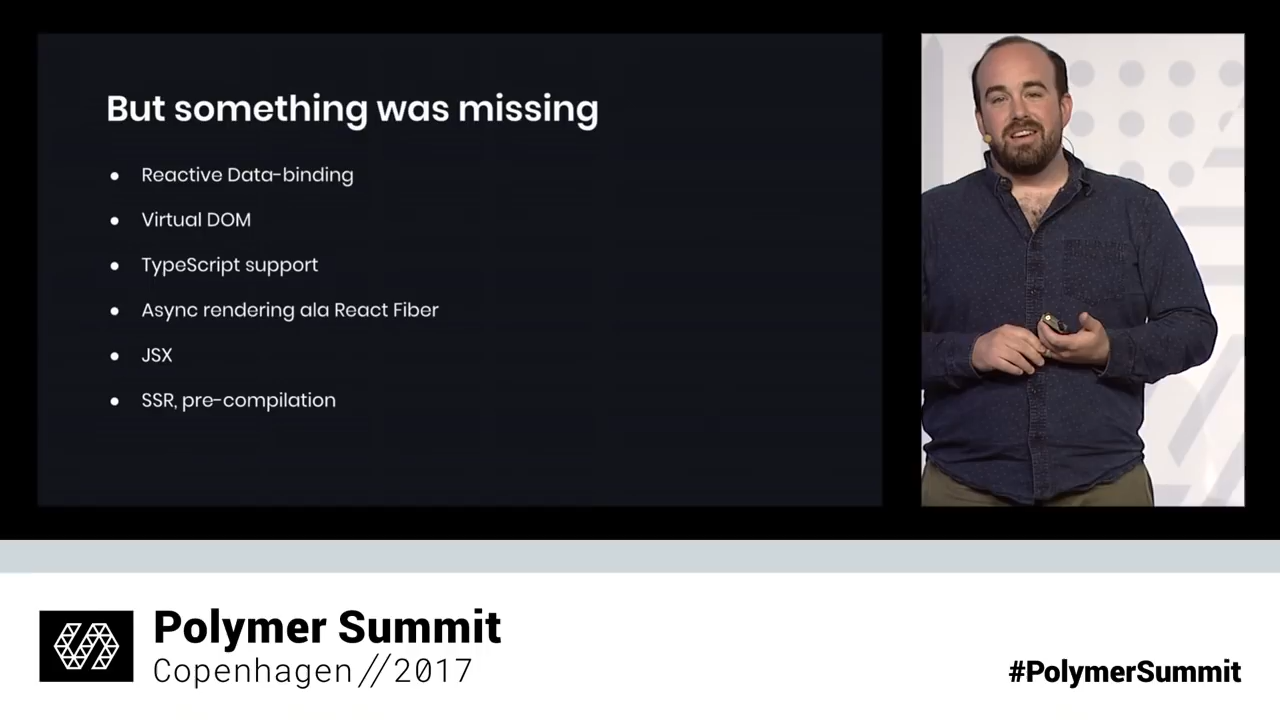 But something was missing
● Reactive Data-binding
● Virtual DOM
● TypeScript support
● Async rendering ala React Fiber
● JSX
● SSR, pre-compilation
Polymer Summit
Copenhagen//2017
#PolymerSummit